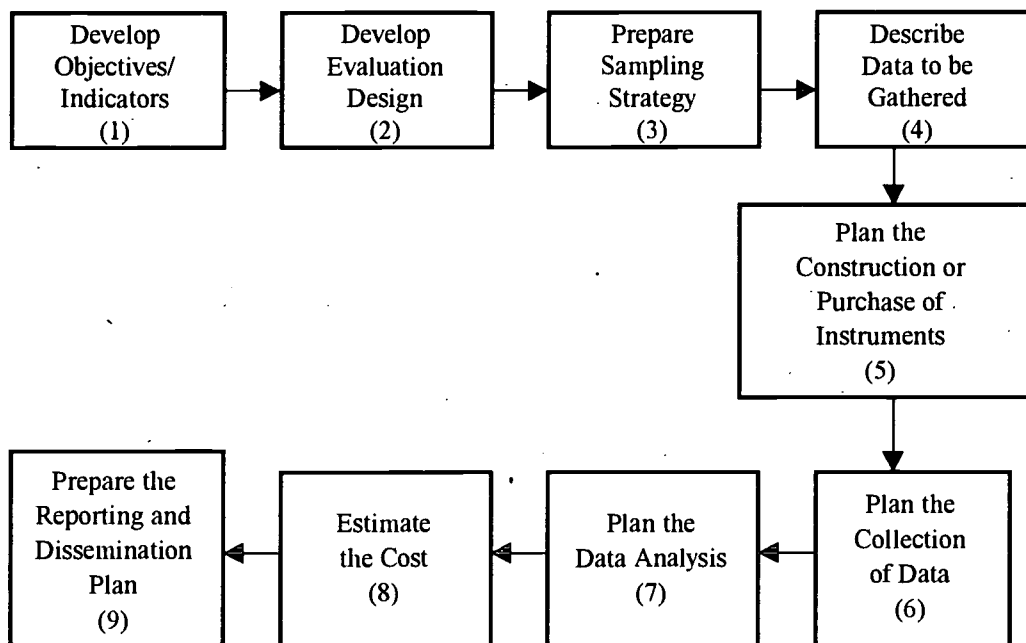 Develop
Objectives/
Indicators
(1)
Develop
Evaluation
Design
(2)
Prepare
Sampling
Strategy
(3)
Describe
Data to be
Gathered
(4)
Plan the
Construction or
Purchase of
Instruments
(5)
Plan the
Collection
of Data
(6)
Plan the
Data Analysis
(7)
Estimate
the Cost
(8)
Prepare the
Reporting and
Dissemination
Plan
(9)